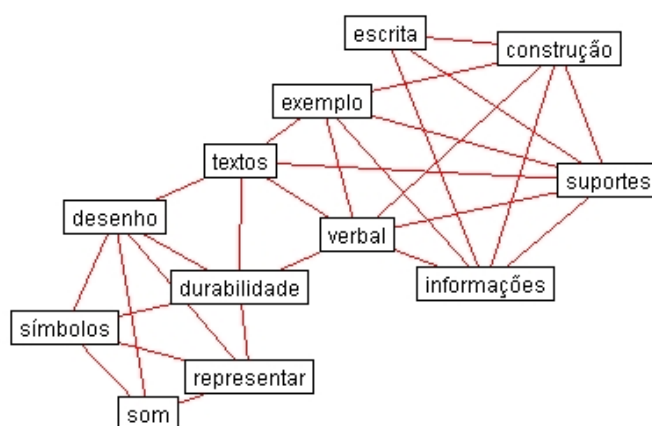 escrita
construção
exemplo
textos
suportes
desenho
verbal
durabilidade
informações
símbolos
representar
som